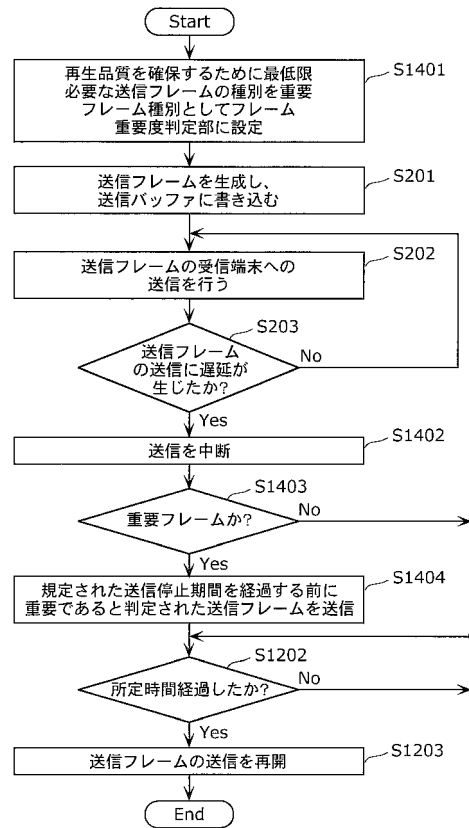 Start
再生品質を確保するために最低限
必要な送信フレームの種別を重要
フレーム種別としてフレーム
重要度判定部に設定
S1401
送信フレームを生成し、
送信バッファに書き込む
S201
送信フレームの受信端末への
送信を行う
S202
送信フレーム
の送信に遅延が
生じたか?
S203
No
Yes
送信を中断
S1402
重要フレームか?
S1403
No
Yes
規定された送信停止期間を経過する前に
重要であると判定された送信フレームを送信
S1404
所定時間経過したか?
S1202
No
Yes
送信フレームの送信を再開
S1203
End